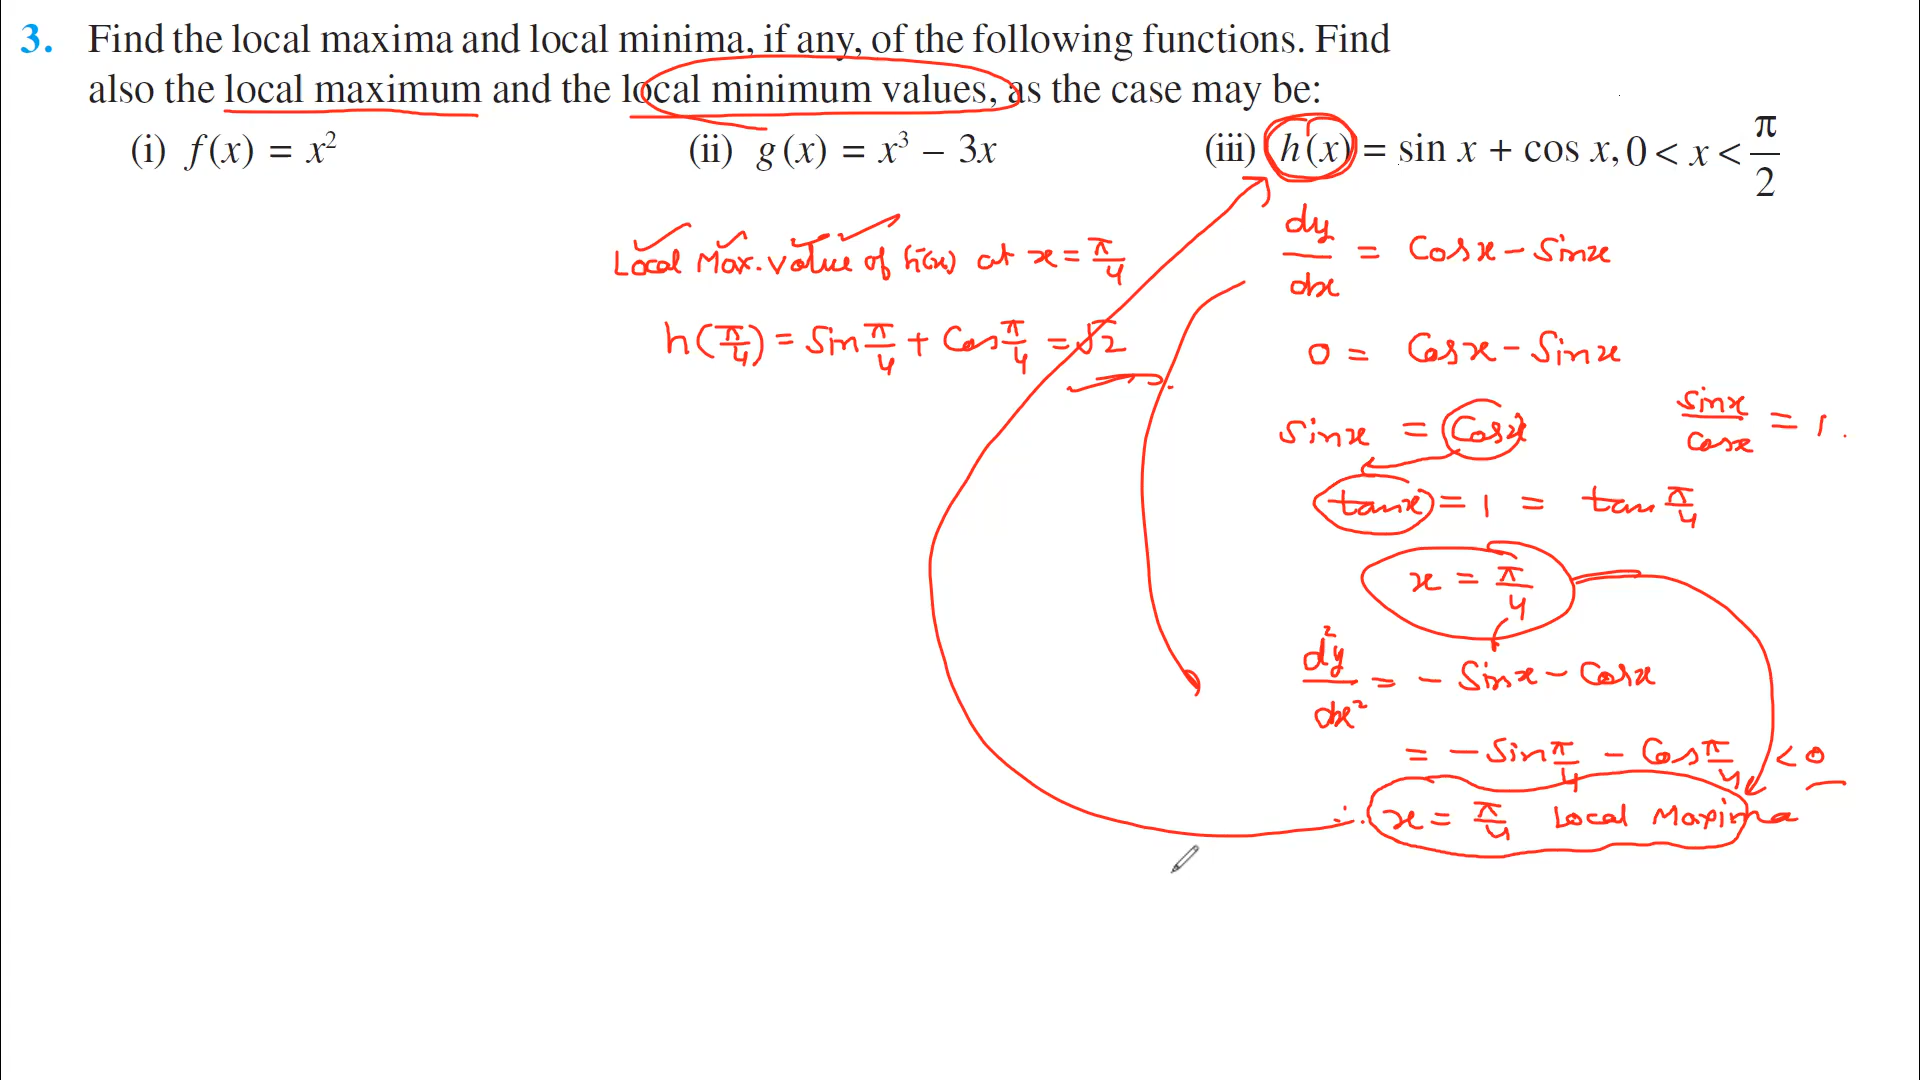 3. Find the local maxima and local minima, if any, of the following functions. Find
also the local maximum and the local minimum values, as the case may be:
(i) f(x) = x² (ii) g(x) = x³ – 3x (iii) h(x) = sin x + cos x, 0 < x < π/2
Local Max. value of h(x) at x = π/4
h(π/4) = Sin π/4 + Cos π/4 = √2
dy/dx = Cosx - Sinx
0 = Cosx - Sinx
Sinx = Cosx
Sinx/Cosx = 1.
tanx = 1 = tan π/4
x = π/4
d²y/dx² = - Sinx - Cosx
= - Sin π/4 - Cos π/4 < 0
∴ x = π/4 Local Maxima